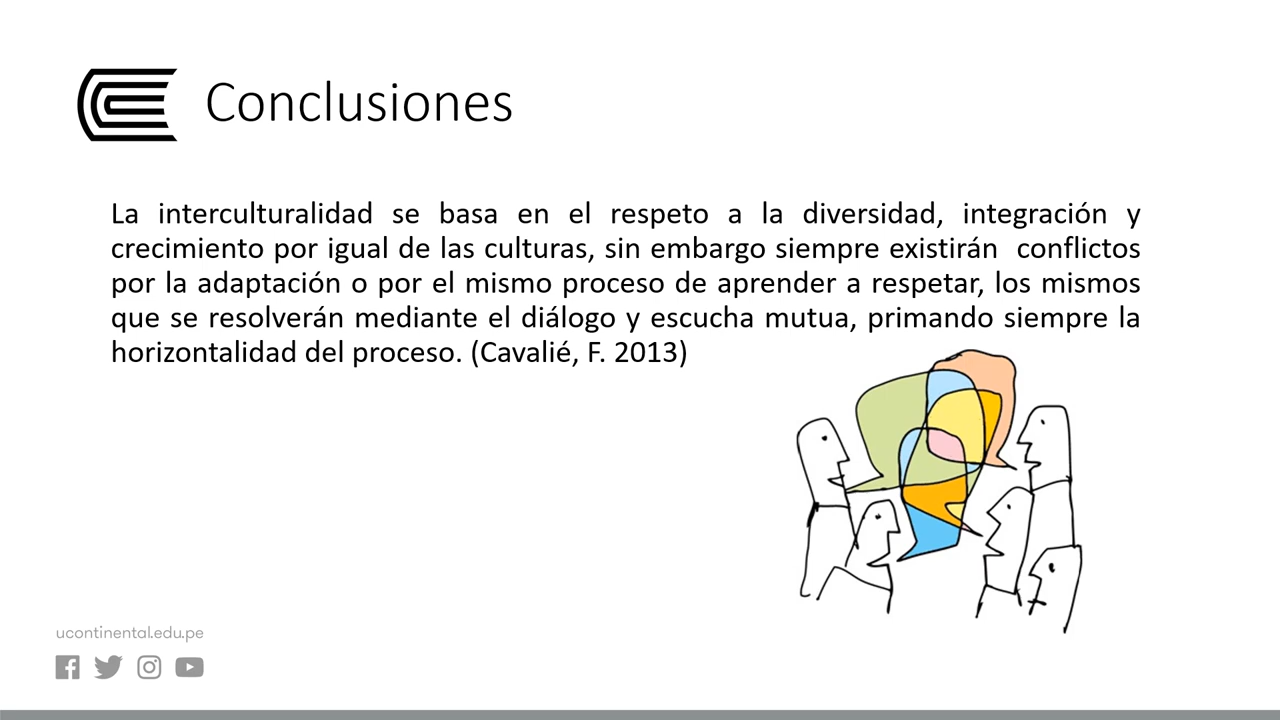 Conclusiones
La interculturalidad se basa en el respeto a la diversidad, integración y
crecimiento por igual de las culturas, sin embargo siempre existirán  conflictos
por la adaptación o por el mismo proceso de aprender a respetar, los mismos
que se resolverán mediante el diálogo y escucha mutua, primando siempre la
horizontalidad del proceso. (Cavalié, F. 2013)
ucontinental.edu.pe